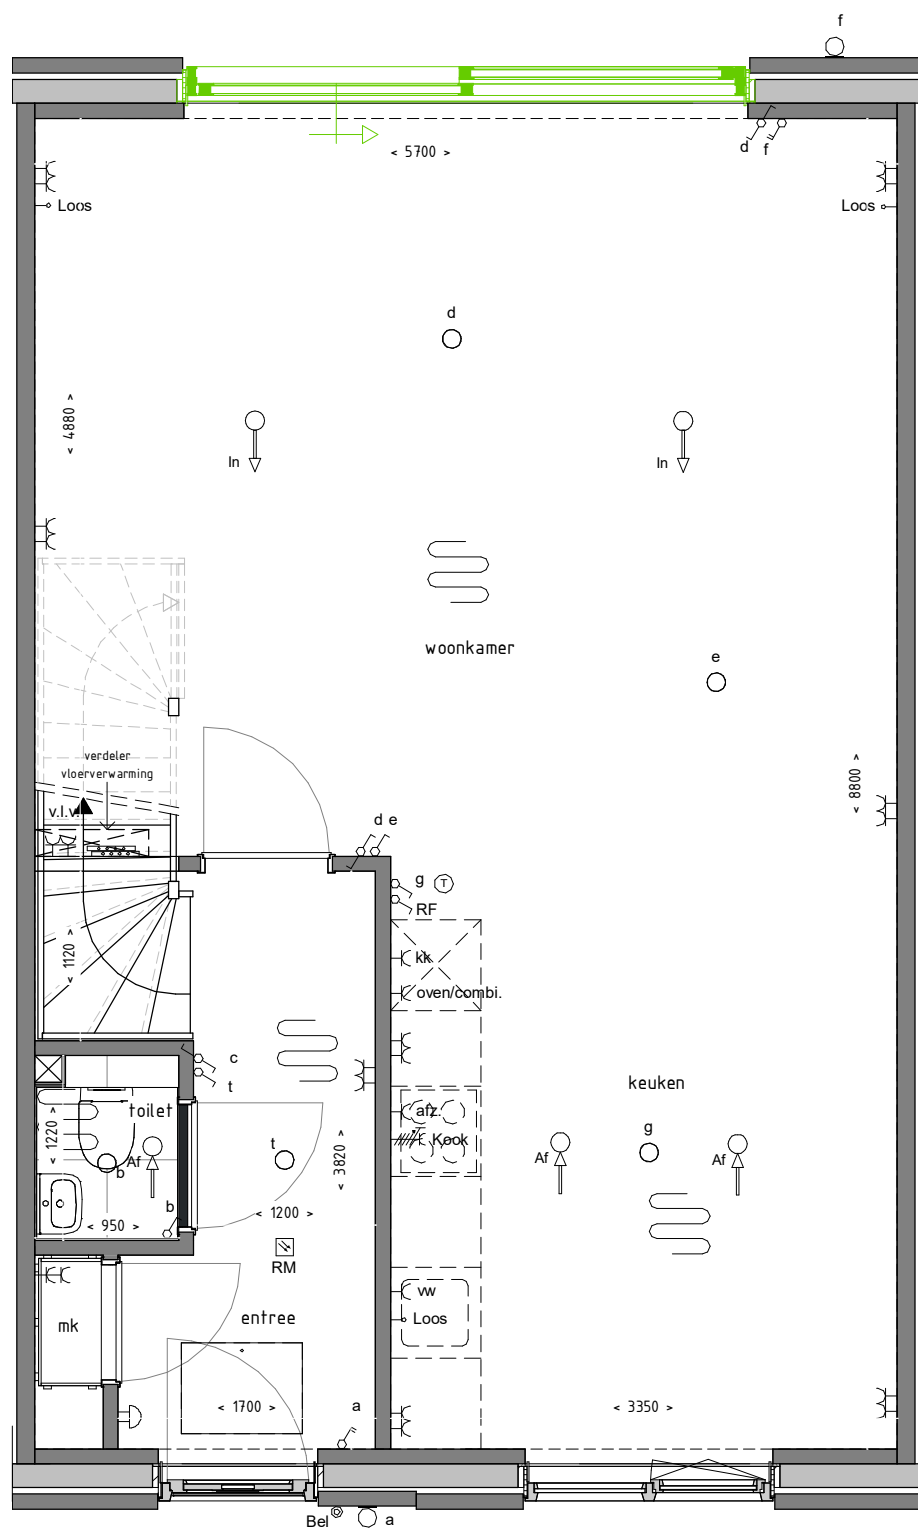 f
d
f
< 5700 >
Loos
Loos
d
< 4880 >
In
In
woonkamer
e
verdeler
vloerverwarming
< 8800 >
v.l.v.
d e
g
T
RF
kk
< 1120 >
oven/combi.
c
t
keuken
toilet
afz.
< 1220 >
Kook
t
g
Af
b
Af
Af
< 3820 >
b
< 950 >
< 1200 >
RM
vw
mk
entree
Loos
< 1700 >
a
< 3350 >
Bel
a